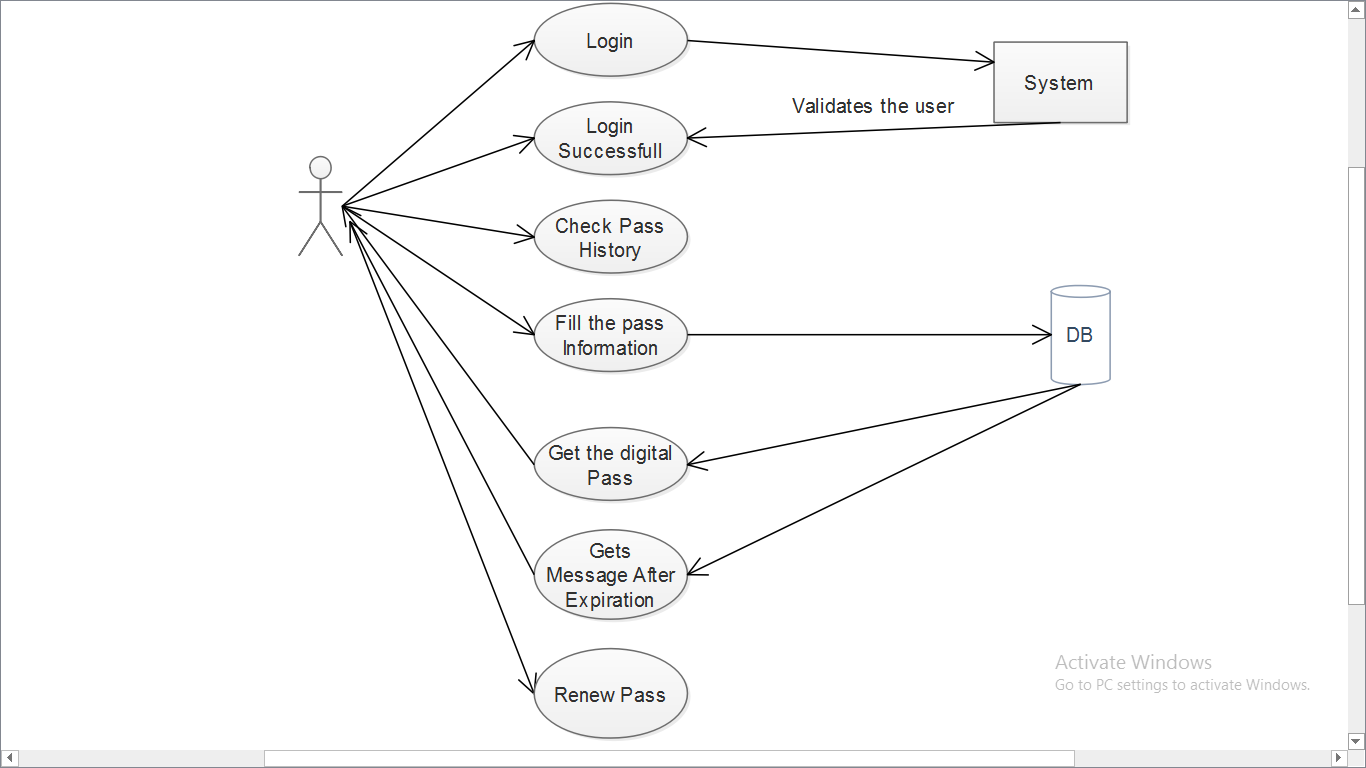 Login
System
Validates the user
Login
Successfull
Check Pass
History
Fill the pass
Information
DB
Get the digital
Pass
Gets
Message After
Expiration
Renew Pass
Activate Windows
Go to PC settings to activate Windows.